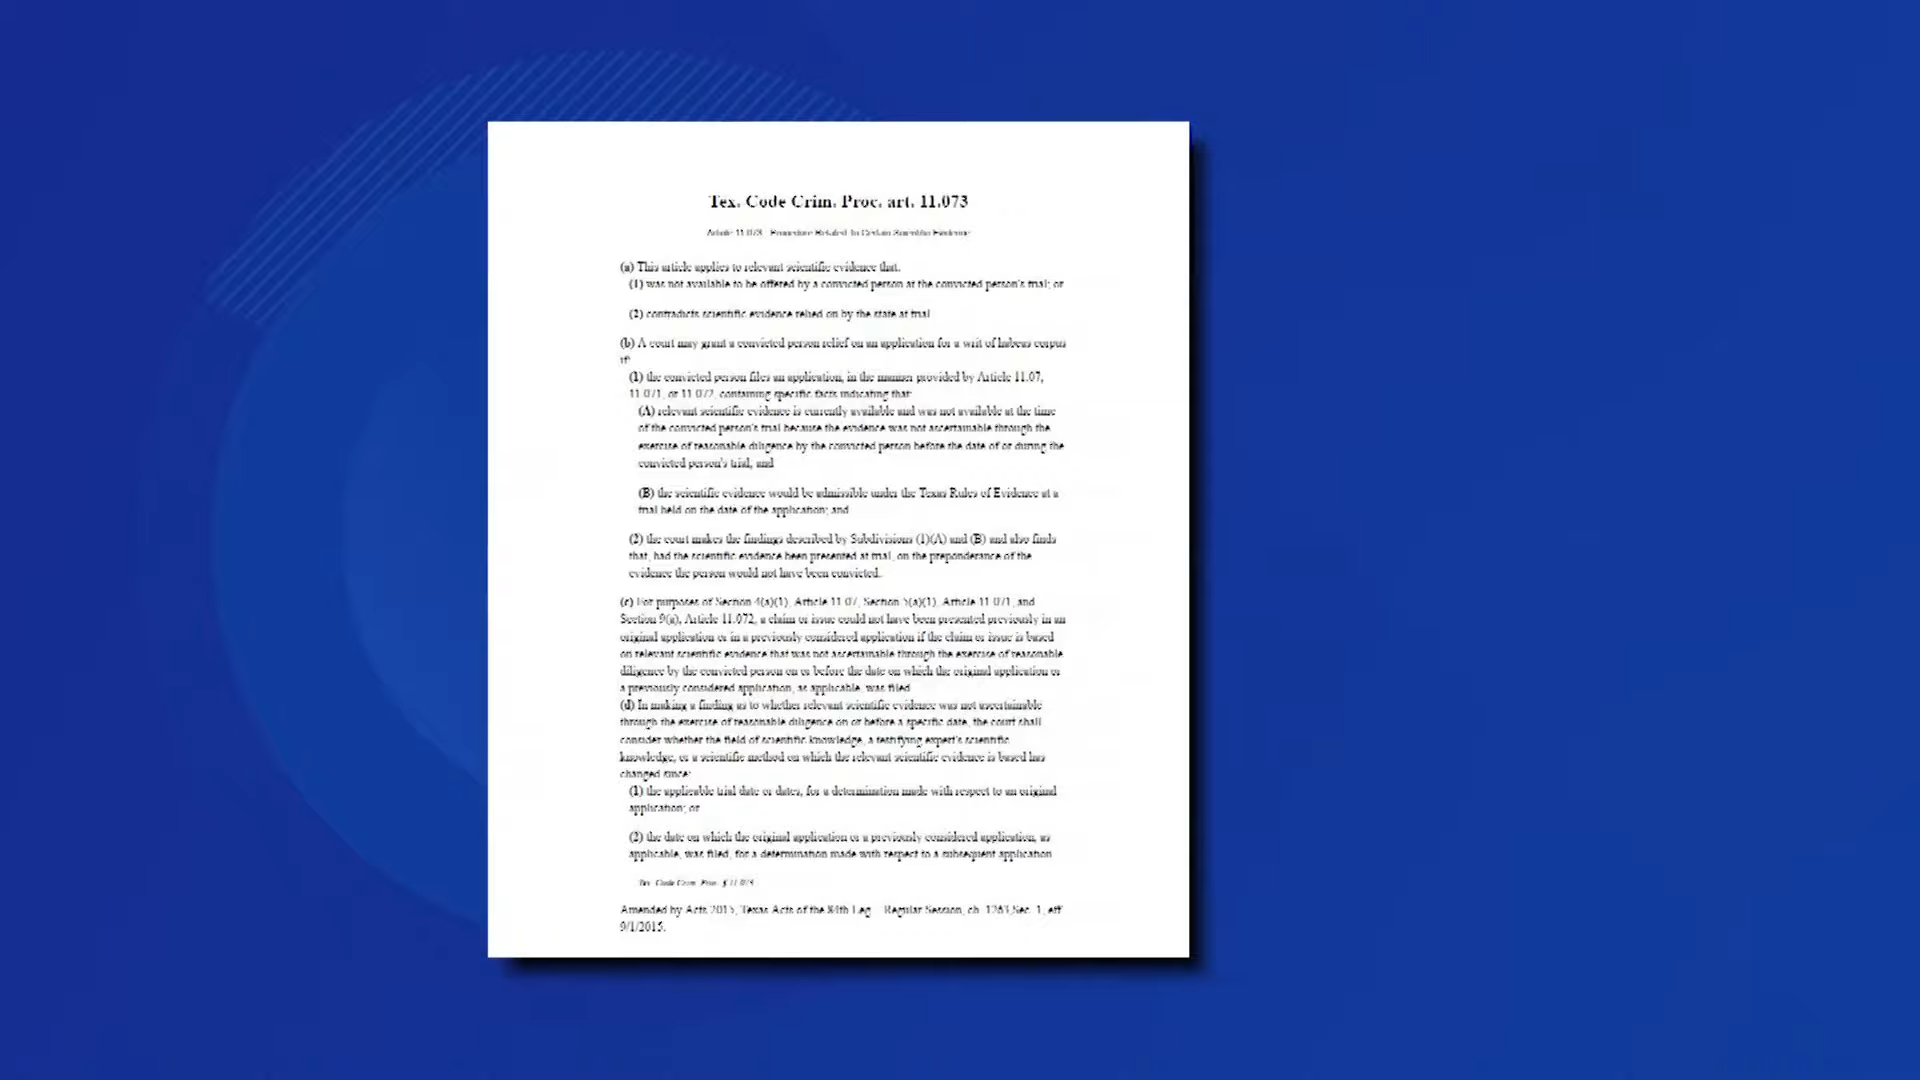 Tex. Code Crim. Proc. art. 11.073
Article 11.073 - Procedure Related to Certain Scientific Evidence
(a) This article applies to relevant scientific evidence that:
(1) was not available to be offered by a convicted person at the convicted person's trial; or
(2) contradicts scientific evidence relied on by the state at trial.
(b) A court may grant a convicted person relief on an application for a writ of habeas corpus
if:
(1) the convicted person files an application, in the manner provided by Article 11.07,
11.071, or 11.072, containing specific facts indicating that:
(A) relevant scientific evidence is currently available and was not available at the time
of the convicted person's trial because the evidence was not ascertainable through the
exercise of reasonable diligence by the convicted person before the date of or during the
convicted person's trial; and
(B) the scientific evidence would be admissible under the Texas Rules of Evidence at a
trial held on the date of the application; and
(2) the court makes the findings described by Subdivisions (1)(A) and (B) and also finds
that, had the scientific evidence been presented at trial, on the preponderance of the
evidence the person would not have been convicted.
(c) For purposes of Section 4(a)(1), Article 11.07, Section 5(a)(1), Article 11.071, and
Section 9(a), Article 11.072, a claim or issue could not have been presented previously in an
original application or in a previously considered application if the claim or issue is based
on relevant scientific evidence that was not ascertainable through the exercise of reasonable
diligence by the convicted person on or before the date on which the original application or
a previously considered application, as applicable, was filed.
(d) In making a finding as to whether relevant scientific evidence was not ascertainable
through the exercise of reasonable diligence on or before a specific date, the court shall
consider whether the field of scientific knowledge, a testifying expert's scientific
knowledge, or a scientific method on which the relevant scientific evidence is based has
changed since:
(1) the applicable trial date or dates, for a determination made with respect to an original
application; or
(2) the date on which the original application or a previously considered application, as
applicable, was filed, for a determination made with respect to a subsequent application.
Tex. Code Crim. Proc. § 11.073
Amended by Acts 2015, Texas Acts of the 84th Leg. - Regular Session, ch. 1263,Sec. 1, eff.
9/1/2015.